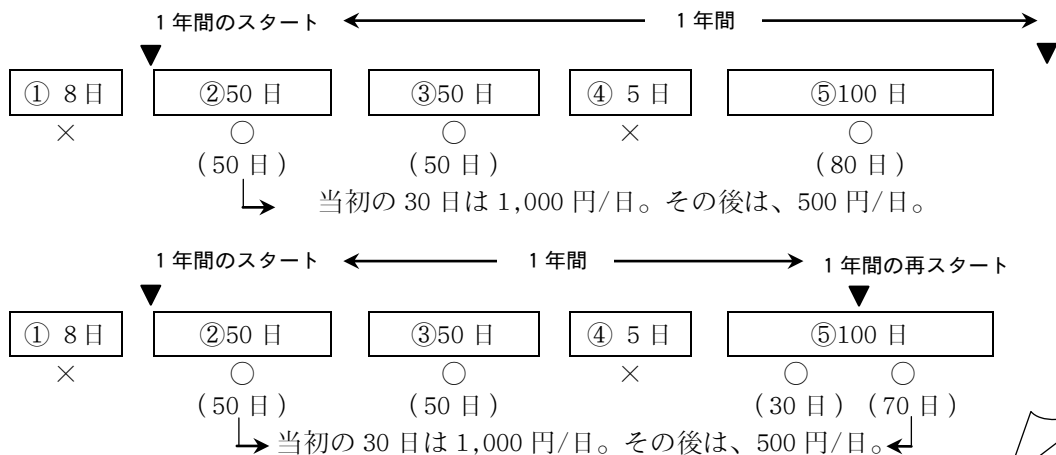 1年間のスタート 1年間
① 8日 ②50日 ③50日 ④ 5日 ⑤100日
× ○ ○ × ○
(50日) (50日) (80日)
当初の30日は1,000円/日。その後は、500円/日。
1年間のスタート 1年間 1年間の再スタート
① 8日 ②50日 ③50日 ④ 5日 ⑤100日
× ○ ○ × ○ ○
(50日) (50日) (30日) (70日)
当初の30日は1,000円/日。その後は、500円/日。